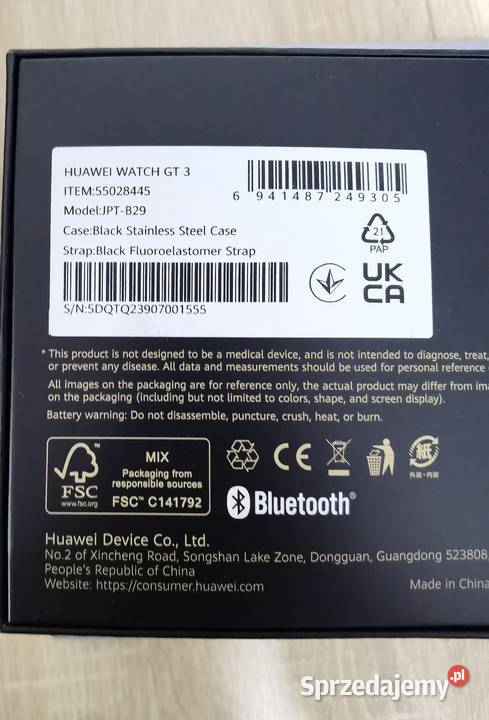 HUAWEI WATCH GT 3
ITEM:55028445
Model:JPT-B29
Case:Black Stainless Steel Case
Strap:Black Fluoroelastomer Strap
6 941487 249305
21
PAP
UK
CA
S/N:5DQTQ23907001555
* This product is not designed to be a medical device, and is not intended to diagnose, treat,
or prevent any disease. All data and measurements should be used for personal reference
All images on the packaging are for reference only, the actual product may differ from
on the packaging (including but not limited to colors, shape, and screen display).
Battery warning: Do not disassemble, puncture, crush, heat, or burn.
FSC
www.fsc.org
MIX
Packaging from
responsible sources
FSC™ C141792
CE
紙
外装・内装
Bluetooth®
Huawei Device Co., Ltd.
No.2 of Xincheng Road, Songshan Lake Zone, Dongguan, Guangdong 523808
People's Republic of China
Website: https://consumer.huawei.com
Made in China
Sprzedajemy.pl